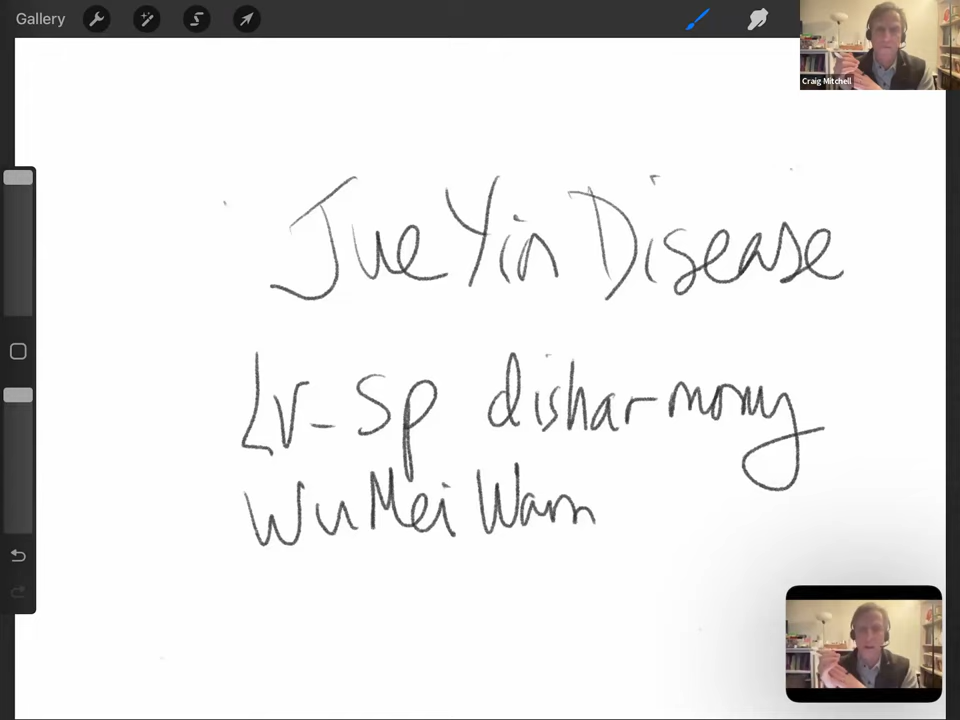 Gallery
Craig Mitchell
Jue Yin Disease
Lv-Sp disharmony
Wu Mei Wan